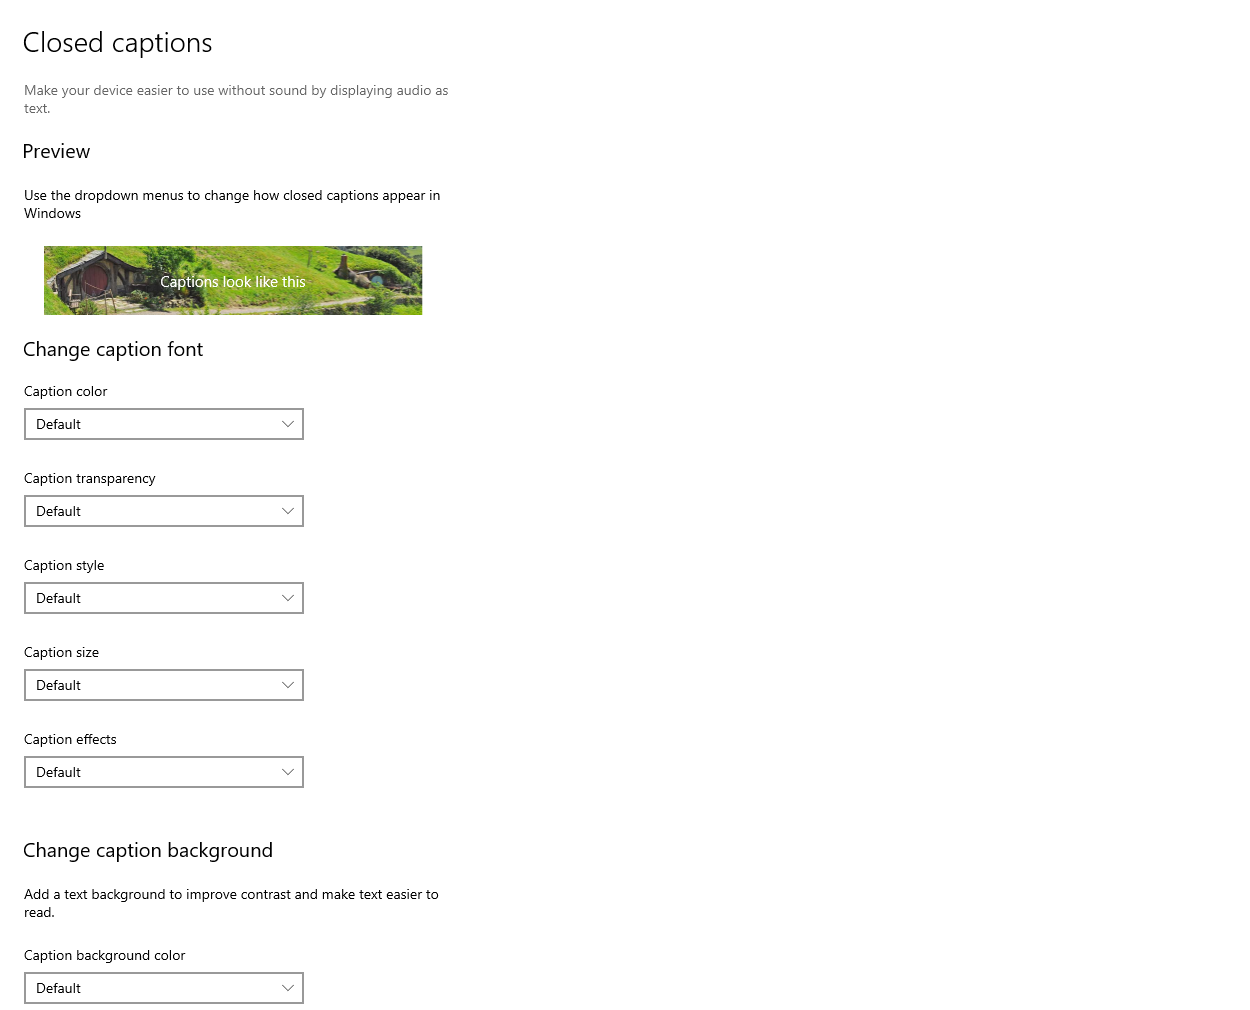 Closed captions
Make your device easier to use without sound by displaying audio as
text.
Preview
Use the dropdown menus to change how closed captions appear in
Windows
Captions look like this
Change caption font
Caption color
Default
Caption transparency
Default
Caption style
Default
Caption size
Default
Caption effects
Default
Change caption background
Add a text background to improve contrast and make text easier to
read.
Caption background color
Default